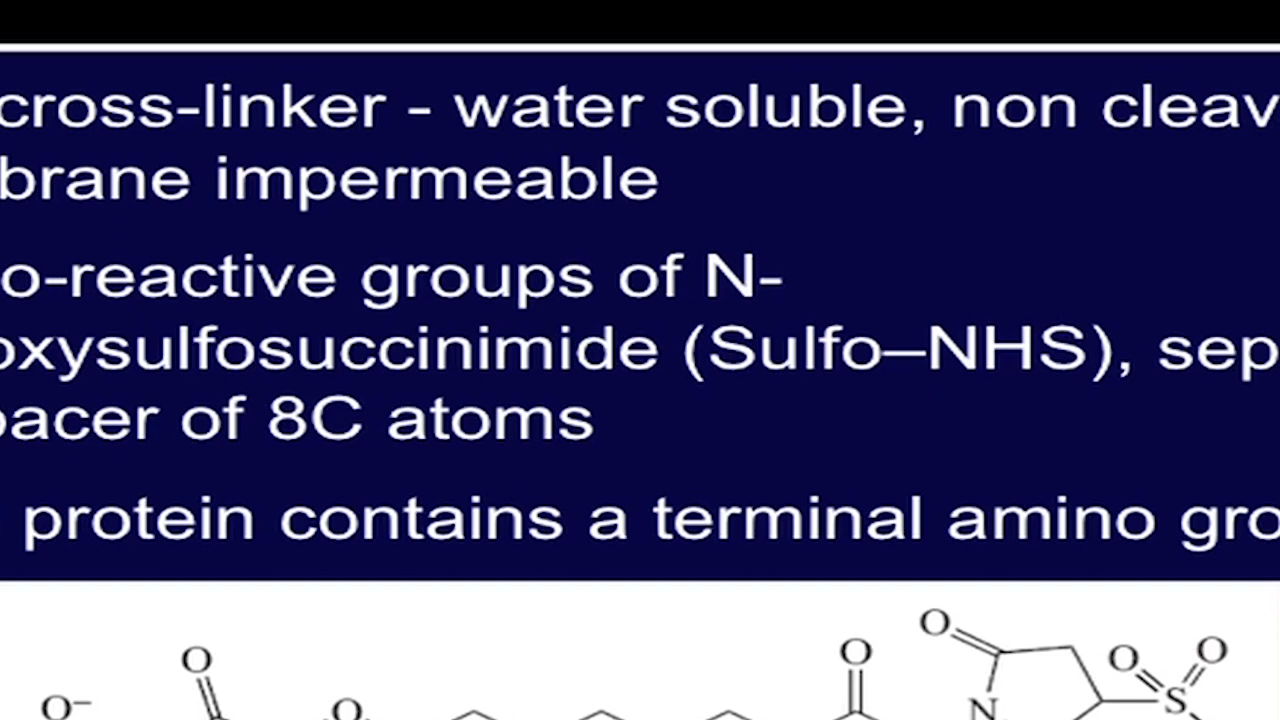 cross-linker - water soluble, non cleav
brane impermeable
o-reactive groups of N-
oxysulfosuccinimide (Sulfo–NHS), sep
pacer of 8C atoms
protein contains a terminal amino gro
O O O O
O⁻ O N S